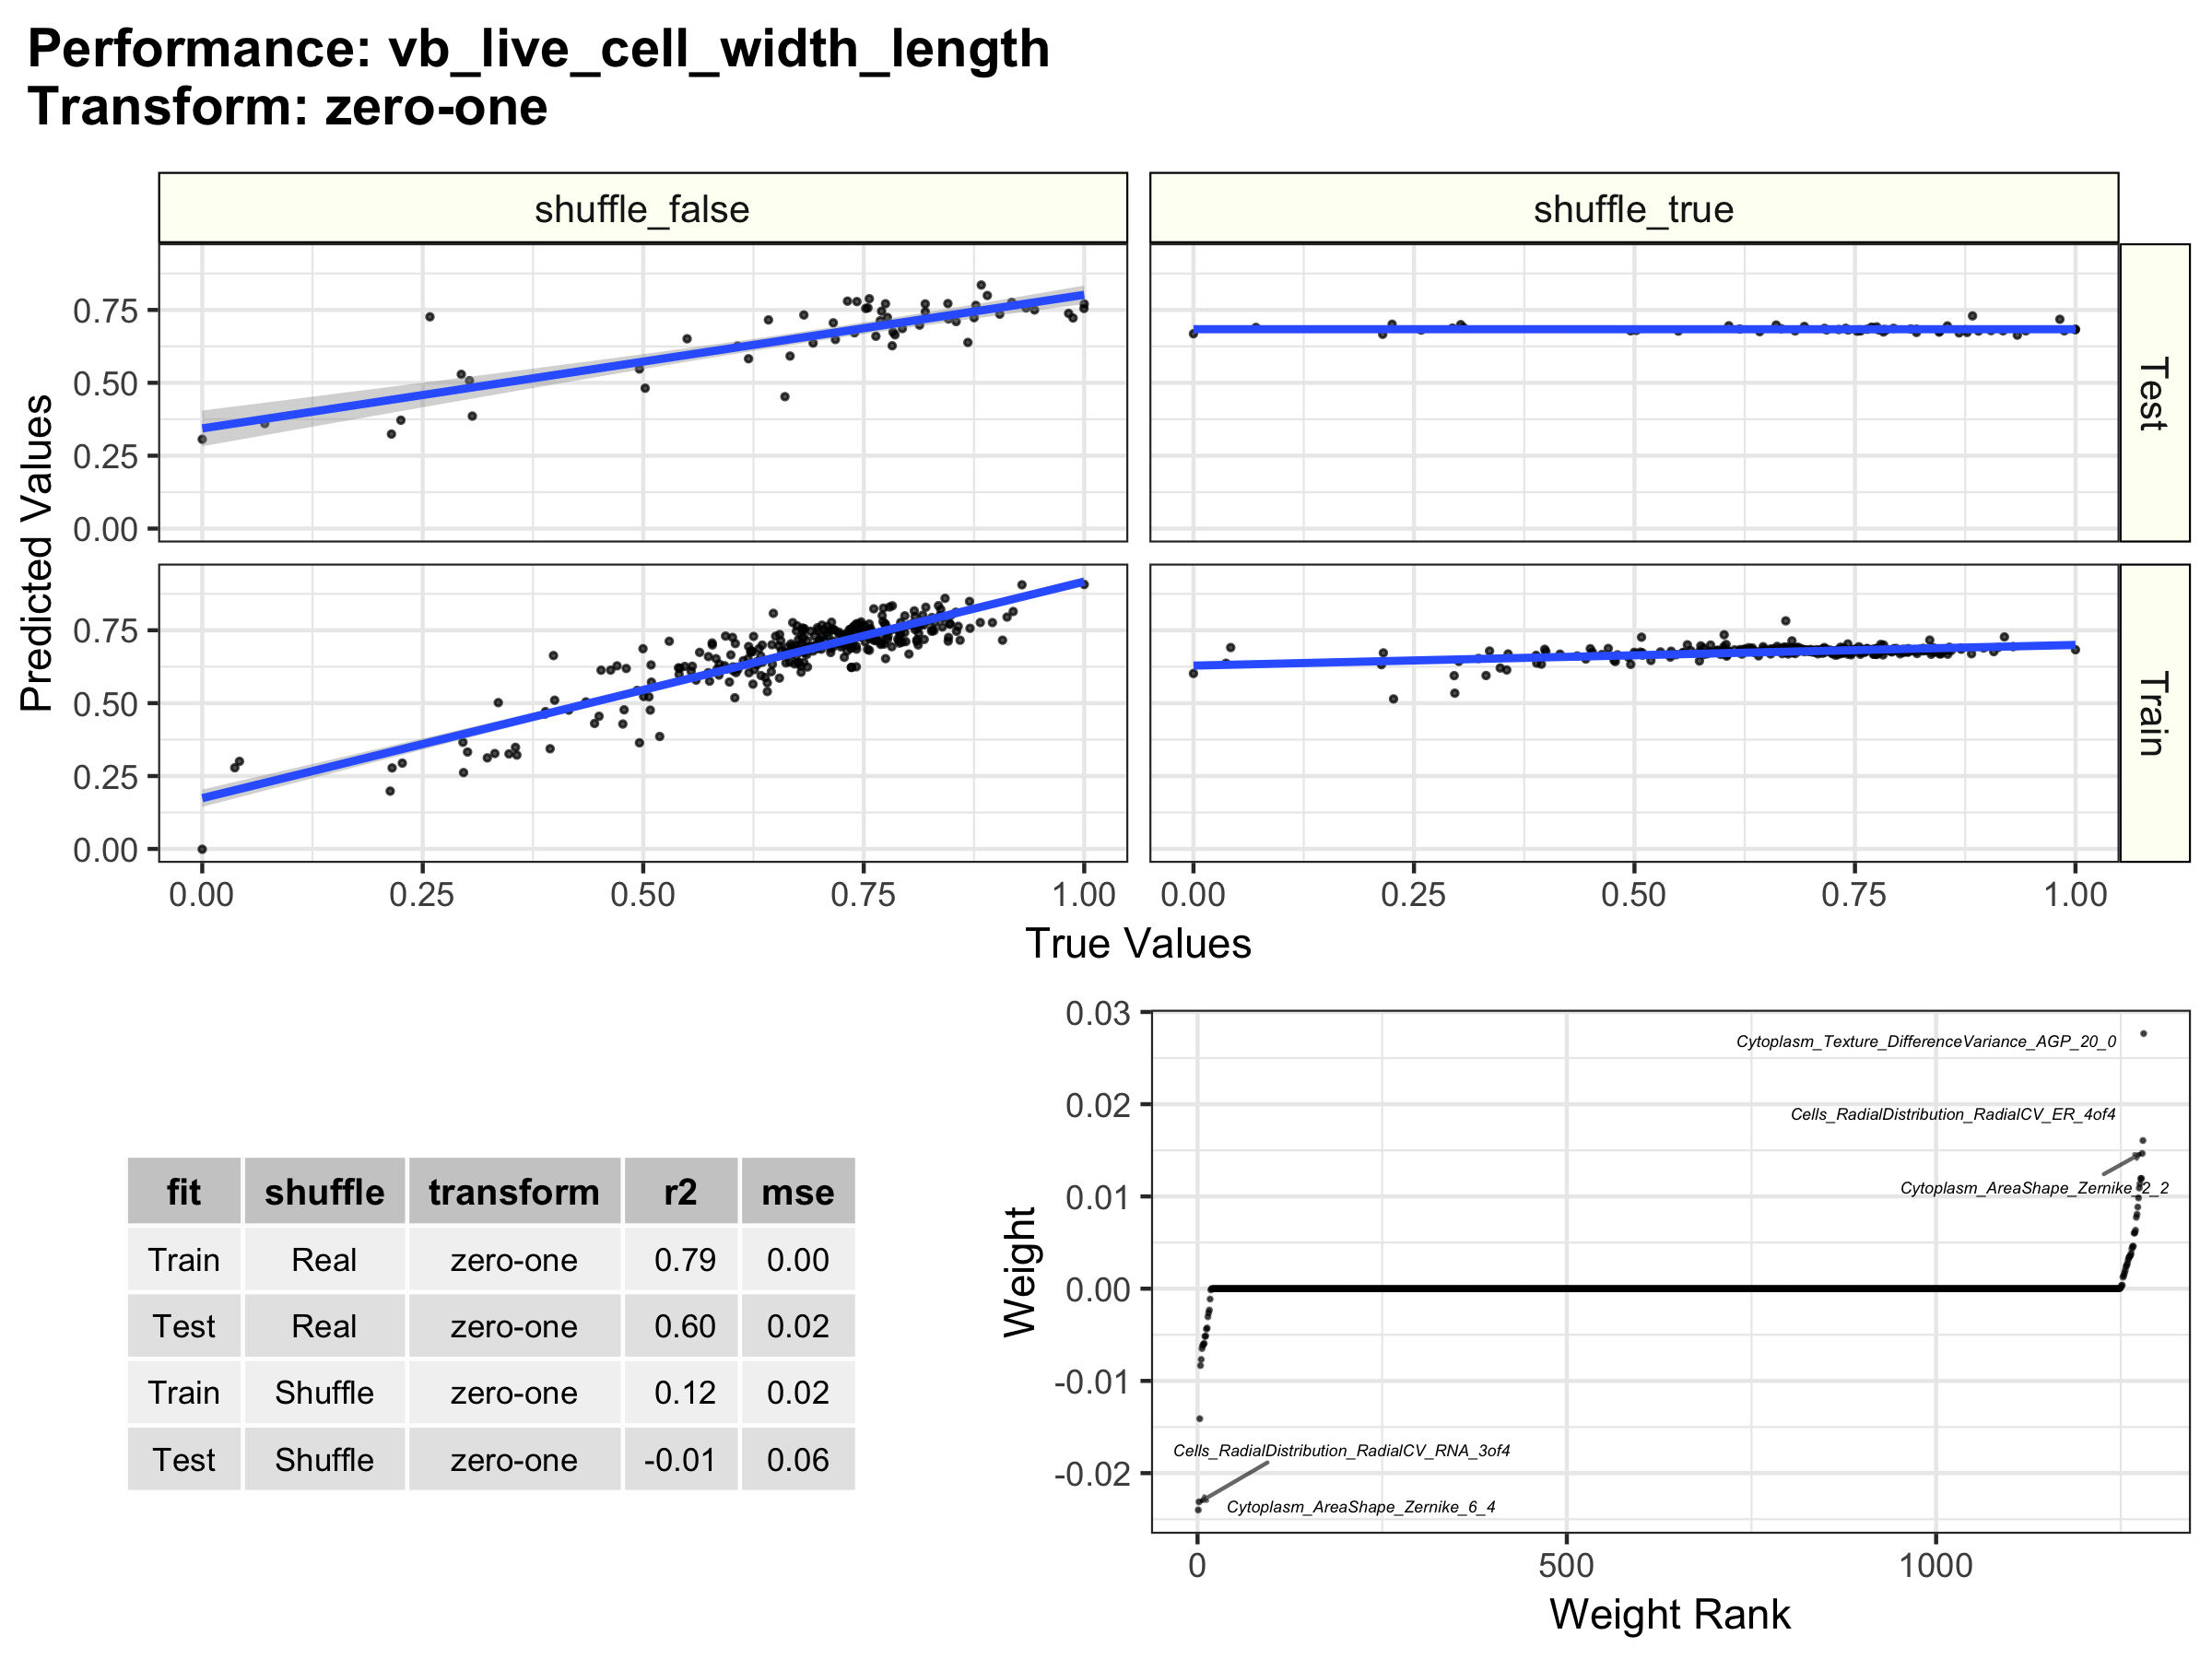 Performance: vb_live_cell_width_length
Transform: zero-one
shuffle_false
shuffle_true
Predicted Values
0.75
0.50
0.25
0.00
Test
0.75
0.50
0.25
0.00
Train
0.00 0.25 0.50 0.75 1.00
0.00 0.25 0.50 0.75 1.00
True Values
fit shuffle transform r2 mse
Train Real zero-one 0.79 0.00
Test Real zero-one 0.60 0.02
Train Shuffle zero-one 0.12 0.02
Test Shuffle zero-one -0.01 0.06
Weight
0.03
0.02
0.01
0.00
-0.01
-0.02
Cytoplasm_Texture_DifferenceVariance_AGP_20_0
Cells_RadialDistribution_RadialCV_ER_4of4
Cytoplasm_AreaShape_Zernike_2_2
Cells_RadialDistribution_RadialCV_RNA_3of4
Cytoplasm_AreaShape_Zernike_6_4
0 500 1000
Weight Rank